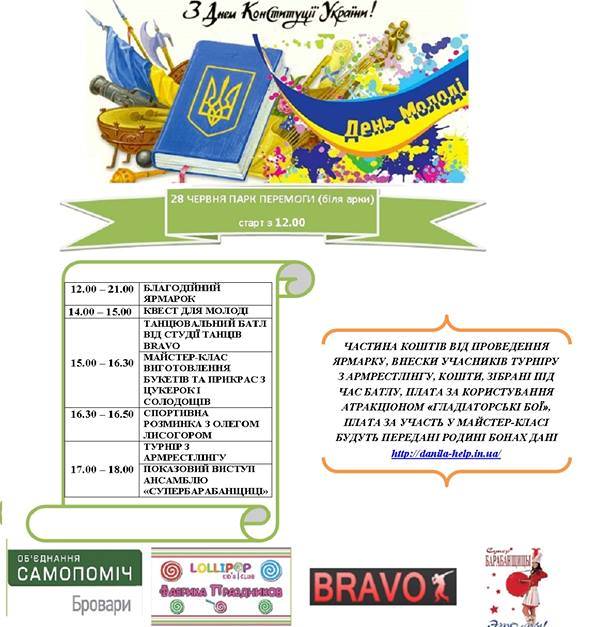 З Днем Конституції України!
День Молоді
28 ЧЕРВНЯ ПАРК ПЕРЕМОГИ (біля арки)
старт з 12.00
12.00 – 21.00 БЛАГОДІЙНИЙ
ЯРМАРОК
14.00 – 15.00 КВЕСТ ДЛЯ МОЛОДІ
15.00 – 16.30 ТАНЦЮВАЛЬНИЙ БАТЛ
ВІД СТУДІЇ ТАНЦІВ
BRAVO
МАЙСТЕР-КЛАС
ВИГОТОВЛЕННЯ
БУКЕТІВ ТА ПРИКРАС З
ЦУКЕРОК І
СОЛОДОЩІВ
16.30 – 16.50 СПОРТИВНА
РОЗМИНКА З ОЛЕГОМ
ЛИСОГОРОМ
17.00 – 18.00 ТУРНІР З
АРМРЕСТЛІНГУ
ПОКАЗОВИЙ ВИСТУП
АНСАМБЛЮ
«СУПЕРБАРАБАНЩИЦІ»
ЧАСТИНА КОШТІВ ВІД ПРОВЕДЕННЯ
ЯРМАРКУ, ВНЕСКИ УЧАСНИКІВ ТУРНІРУ
З АРМРЕСТЛІНГУ, КОШТИ, ЗІБРАНІ ПІД
ЧАС БАТЛУ, ПЛАТА ЗА КОРИСТУВАННЯ
АТРАКЦІОНОМ «ГЛАДІАТОРСЬКІ БОЇ»,
ПЛАТА ЗА УЧАСТЬ У МАЙСТЕР-КЛАСІ
БУДУТЬ ПЕРЕДАНІ РОДИНІ БОНАХ ДАНІ
http://danila-help.in.ua/
ОБ'ЄДНАННЯ
САМОПОМІЧ
Бровари
LOLLIPOP
KID'S CLUB
ФАБРИКА ПРАЗДНИКОВ
BRAVO
Супер
БАРАБАНЩИЦЫ